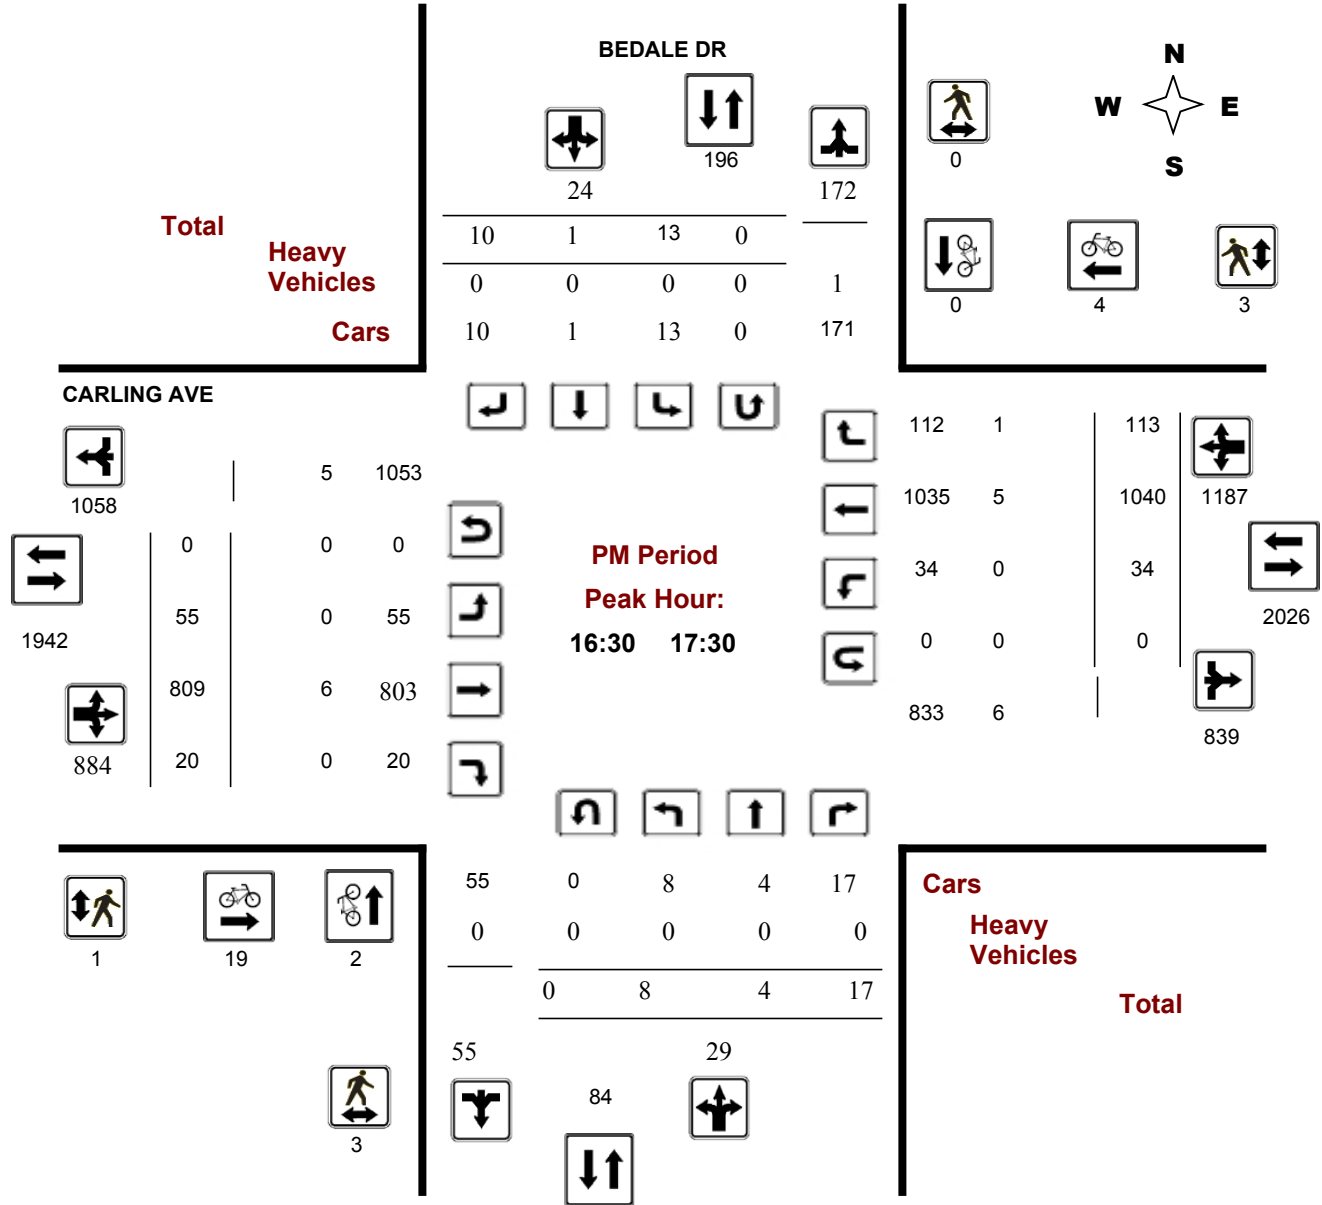 BEDALE DR
N
W E
S
196
0
24
172
Total
10 1 13 0
Heavy
Vehicles
0 0 0 0 1
0 4 3
Cars
10 1 13 0 171
CARLING AVE
112 1 113
5 1053
1058
1035 5 1040 1187
0 0 0
PM Period
34 0 34
Peak Hour:
55 0 55
2026
1942
16:30 17:30
0 0 0
809 6 803
833 6
839
884 20 0 20
55 0 8 4 17
Cars
0 0 0 0 0
Heavy
Vehicles
1 19 2
0 8 4 17
Total
55 29
84
3